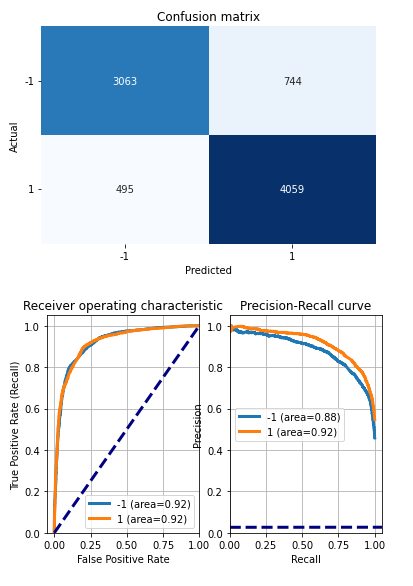 Confusion matrix
Actual
-1
3063
744
1
495
4059
-1
1
Predicted
Receiver operating characteristic
True Positive Rate (Recall)
1.0
0.8
0.6
0.4
0.2
0.0
-1 (area=0.92)
1 (area=0.92)
0.00
0.25
0.50
0.75
1.00
False Positive Rate
Precision-Recall curve
Precision
1.0
0.8
0.6
0.4
0.2
0.0
-1 (area=0.88)
1 (area=0.92)
0.00
0.25
0.50
0.75
1.00
Recall